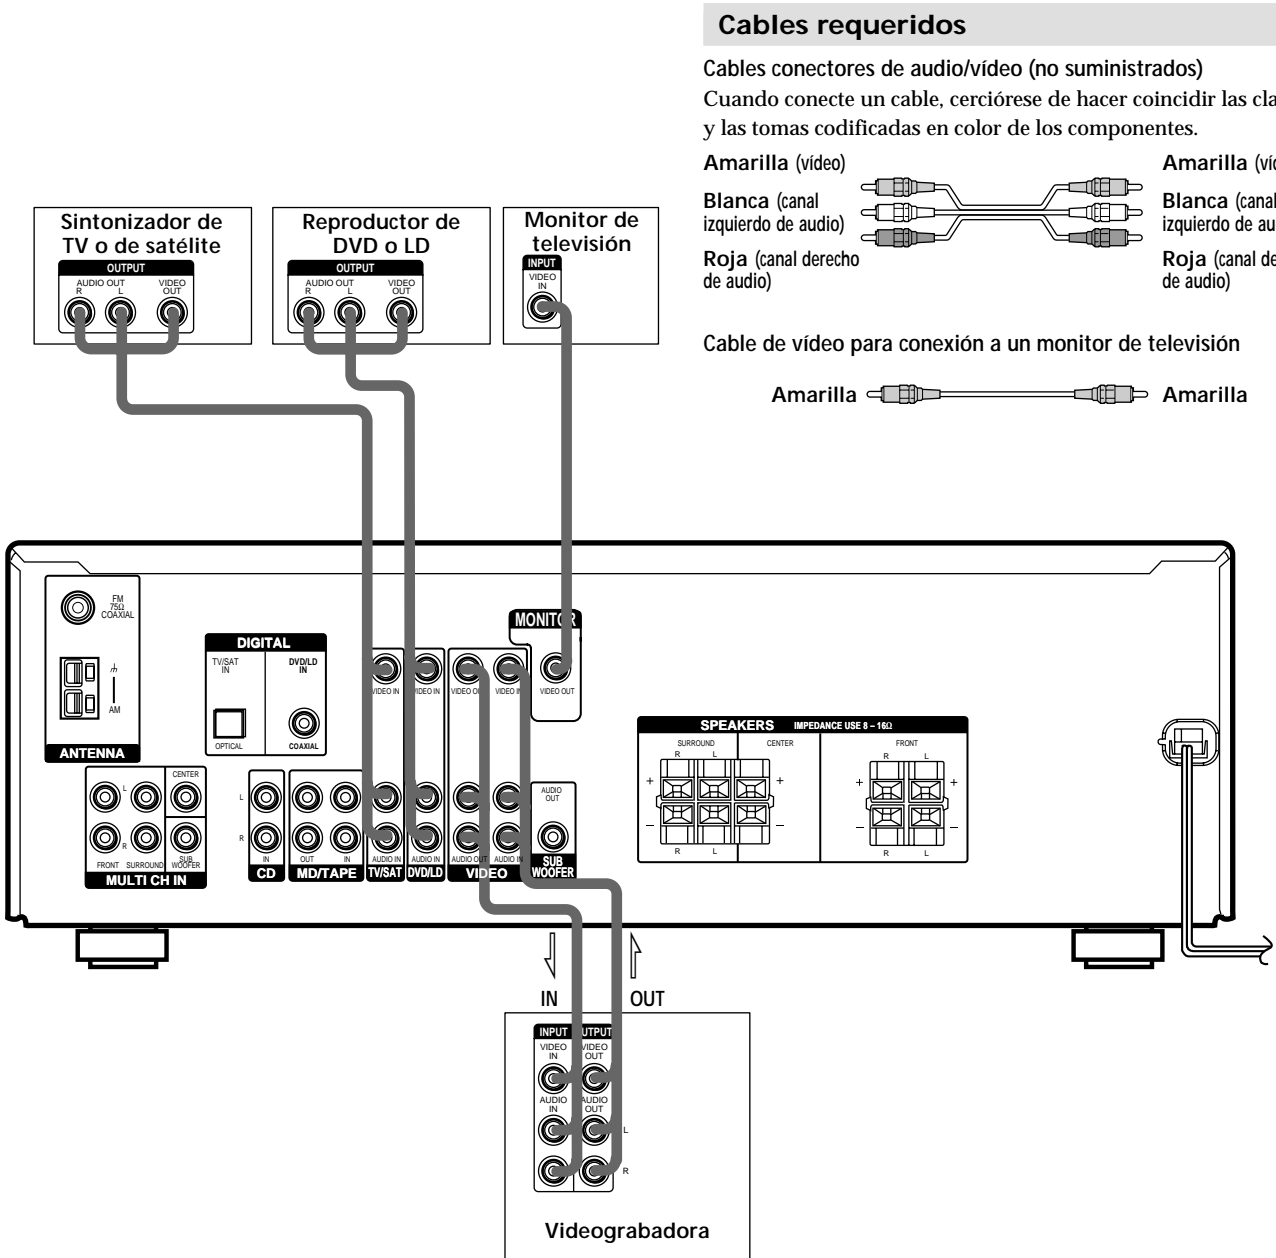 Cables requeridos
Cables conectores de audio/vídeo (no suministrados)
Cuando conecte un cable, cerciórese de hacer coincidir las cla
y las tomas codificadas en color de los componentes.
Amarilla (vídeo)
Blanca (canal
izquierdo de audio)
Roja (canal derecho
de audio)
Amarilla (víd
Blanca (canal
izquierdo de au
Roja (canal de
de audio)
Cable de vídeo para conexión a un monitor de televisión
Amarilla
Amarilla
Sintonizador de
TV o de satélite
OUTPUT
AUDIO OUT
R L
VIDEO
OUT
Reproductor de
DVD o LD
OUTPUT
AUDIO OUT
R L
VIDEO
OUT
Monitor de
televisión
INPUT
VIDEO
IN
FM
75Ω
COAXIAL
AM
ANTENNA
DIGITAL
TV/SAT
IN
DVD/LD
IN
OPTICAL
COAXIAL
MONITOR
VIDEO IN
VIDEO IN
VIDEO OUT
VIDEO IN
VIDEO OUT
CENTER
L
R
FRONT
SURROUND
SUB
WOOFER
MULTI CH IN
L
R
IN
CD
OUT
IN
MD/TAPE
AUDIO IN
TV/SAT
AUDIO IN
DVD/LD
AUDIO OUT
AUDIO IN
VIDEO
AUDIO
OUT
SUB
WOOFER
SPEAKERS IMPEDANCE USE 8 – 16Ω
SURROUND
CENTER
FRONT
R L
R L
+ +
+ +
– –
– –
R L
R L
IN
OUT
INPUT
OUTPUT
VIDEO
IN
VIDEO
OUT
AUDIO
IN
AUDIO
OUT
L
R
Videograbadora